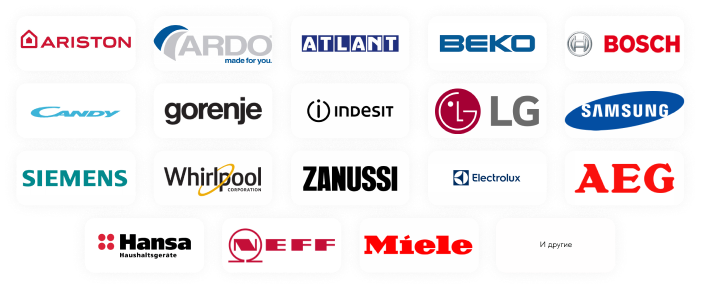 ARISTON
ARDO
made for you.
ATLANT
BEKO
BOSCH
CANDY
gorenje
indesit
LG
SAMSUNG
SIEMENS
Whirlpool
CORPORATION
ZANUSSI
Electrolux
AEG
Hansa
Haushaltsgeräte
NEFF
Miele
И другие